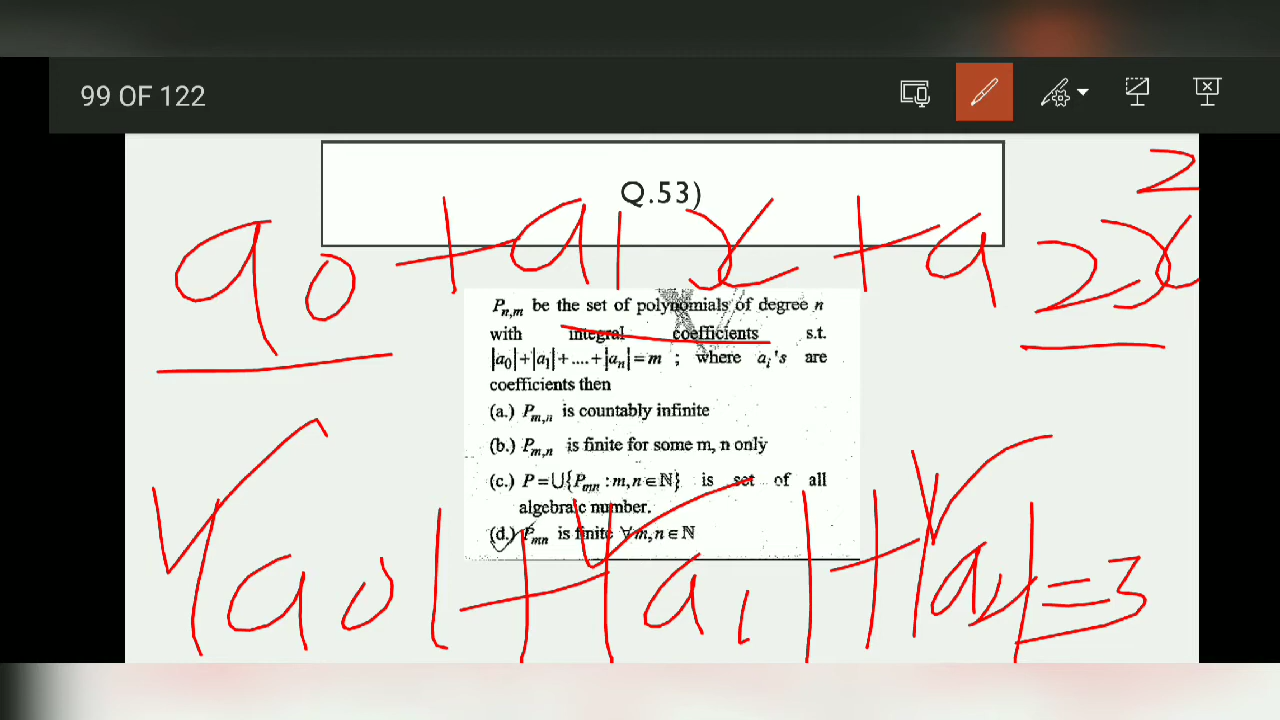 99 OF 122
Q.53)
a₀ + a₁x + a₂x²
Pₙ,ₘ be the set of polynomials of degree n
with integral coefficients s.t.
|a₀|+|a₁|+....+|aₙ|=m ; where aᵢ's are
coefficients then
(a.) Pₘ,ₙ is countably infinite
(b.) Pₘ,ₙ is finite for some m, n only
(c.) P=∪{Pₘₙ : m,n∈ℕ} is set of all
algebraic number.
(d.) Pₘₙ is finite ∀m,n∈ℕ
|a₀|+|a₁|+|a₂|=3